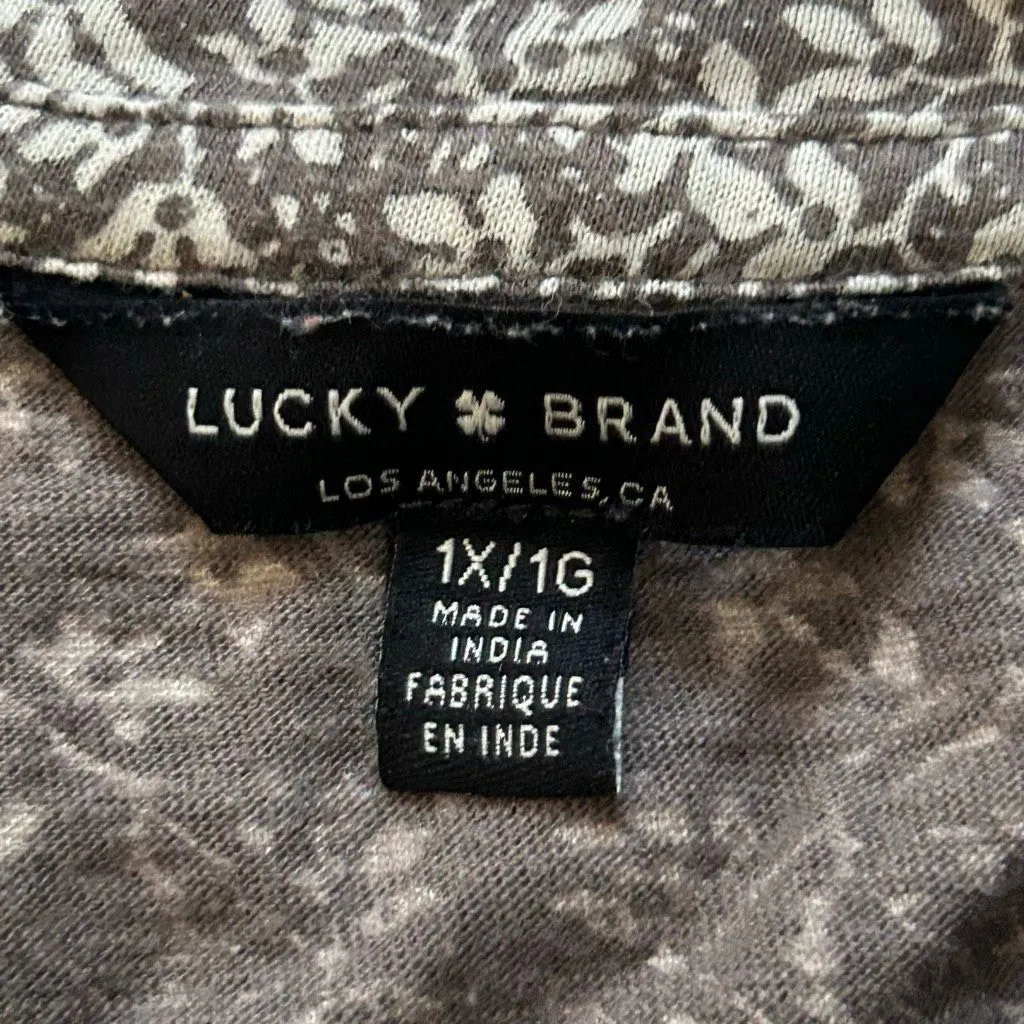 LUCKY BRAND
LOS ANGELES, CA
1X/1G
MADE IN
INDIA
FABRIQUE
EN INDE